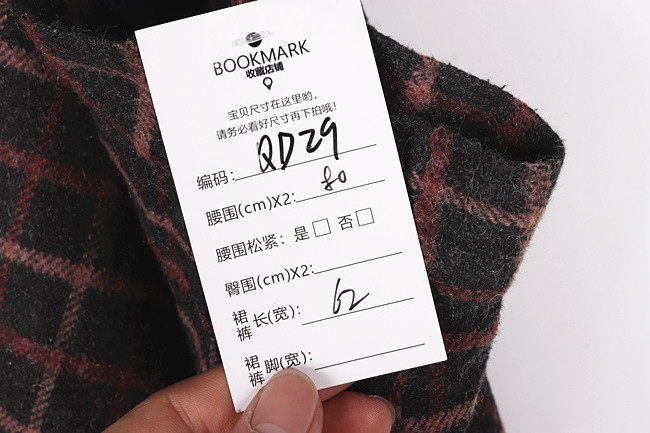 BOOKMARK
收藏店铺
宝贝尺寸在这里哟，
请务必看好尺寸再下拍哦！
编码：QD29
腰围(cm)X2：80
腰围松紧：是□ 否□
臀围(cm)X2：
裙裤长(宽)：62
裙裤脚(宽)：